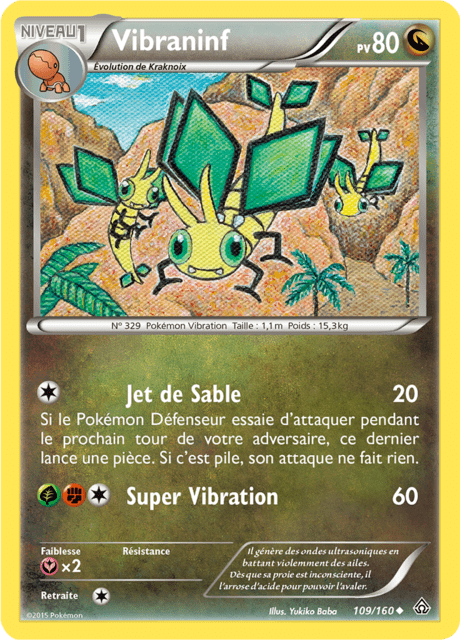 NIVEAU 1
Vibraninf
PV 80
Évolution de Kraknoix
N° 329 Pokémon Vibration Taille : 1,1m Poids : 15,3kg
Jet de Sable 20
Si le Pokémon Défenseur essaie d'attaquer pendant
le prochain tour de votre adversaire, ce dernier
lance une pièce. Si c'est pile, son attaque ne fait rien.
Super Vibration 60
Faiblesse
×2
Résistance
Retraite
Il génère des ondes ultrasoniques en
battant violemment des ailes.
Dès que sa proie est inconsciente, il
l'arrose d'acide pour pouvoir l'avaler.
©2015 Pokémon
Illus. Yukiko Baba
109/160